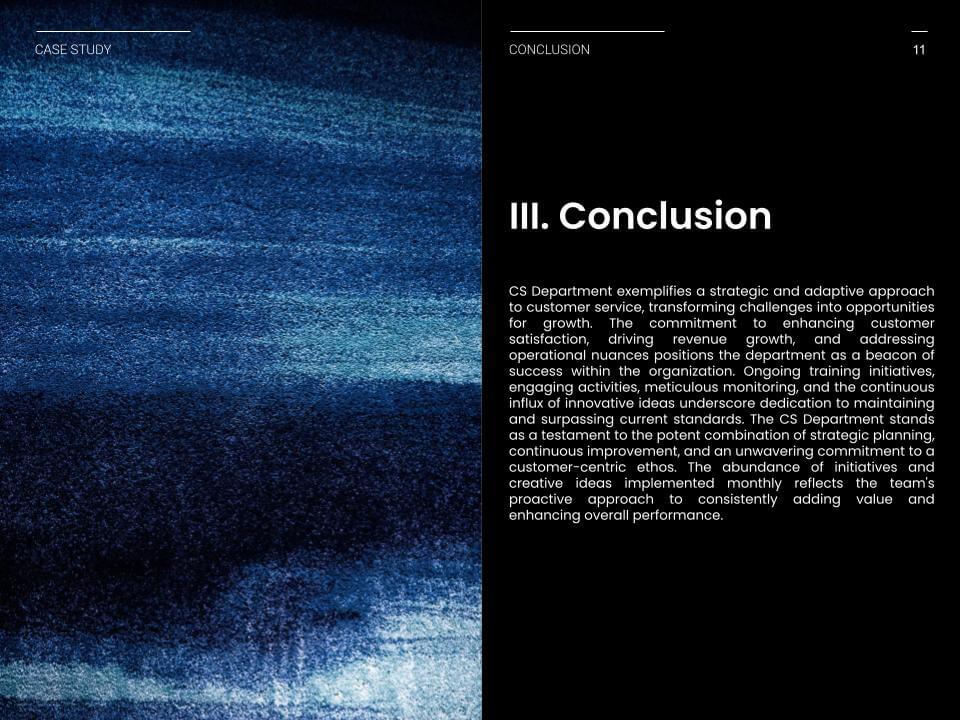 CASE STUDY
CONCLUSION
11
III. Conclusion
CS Department exemplifies a strategic and adaptive approach
to customer service, transforming challenges into opportunities
for growth. The commitment to enhancing customer
satisfaction, driving revenue growth, and addressing
operational nuances positions the department as a beacon of
success within the organization. Ongoing training initiatives,
engaging activities, meticulous monitoring, and the continuous
influx of innovative ideas underscore dedication to maintaining
and surpassing current standards. The CS Department stands
as a testament to the potent combination of strategic planning,
continuous improvement, and an unwavering commitment to a
customer-centric ethos. The abundance of initiatives and
creative ideas implemented monthly reflects the team's
proactive approach to consistently adding value and
enhancing overall performance.